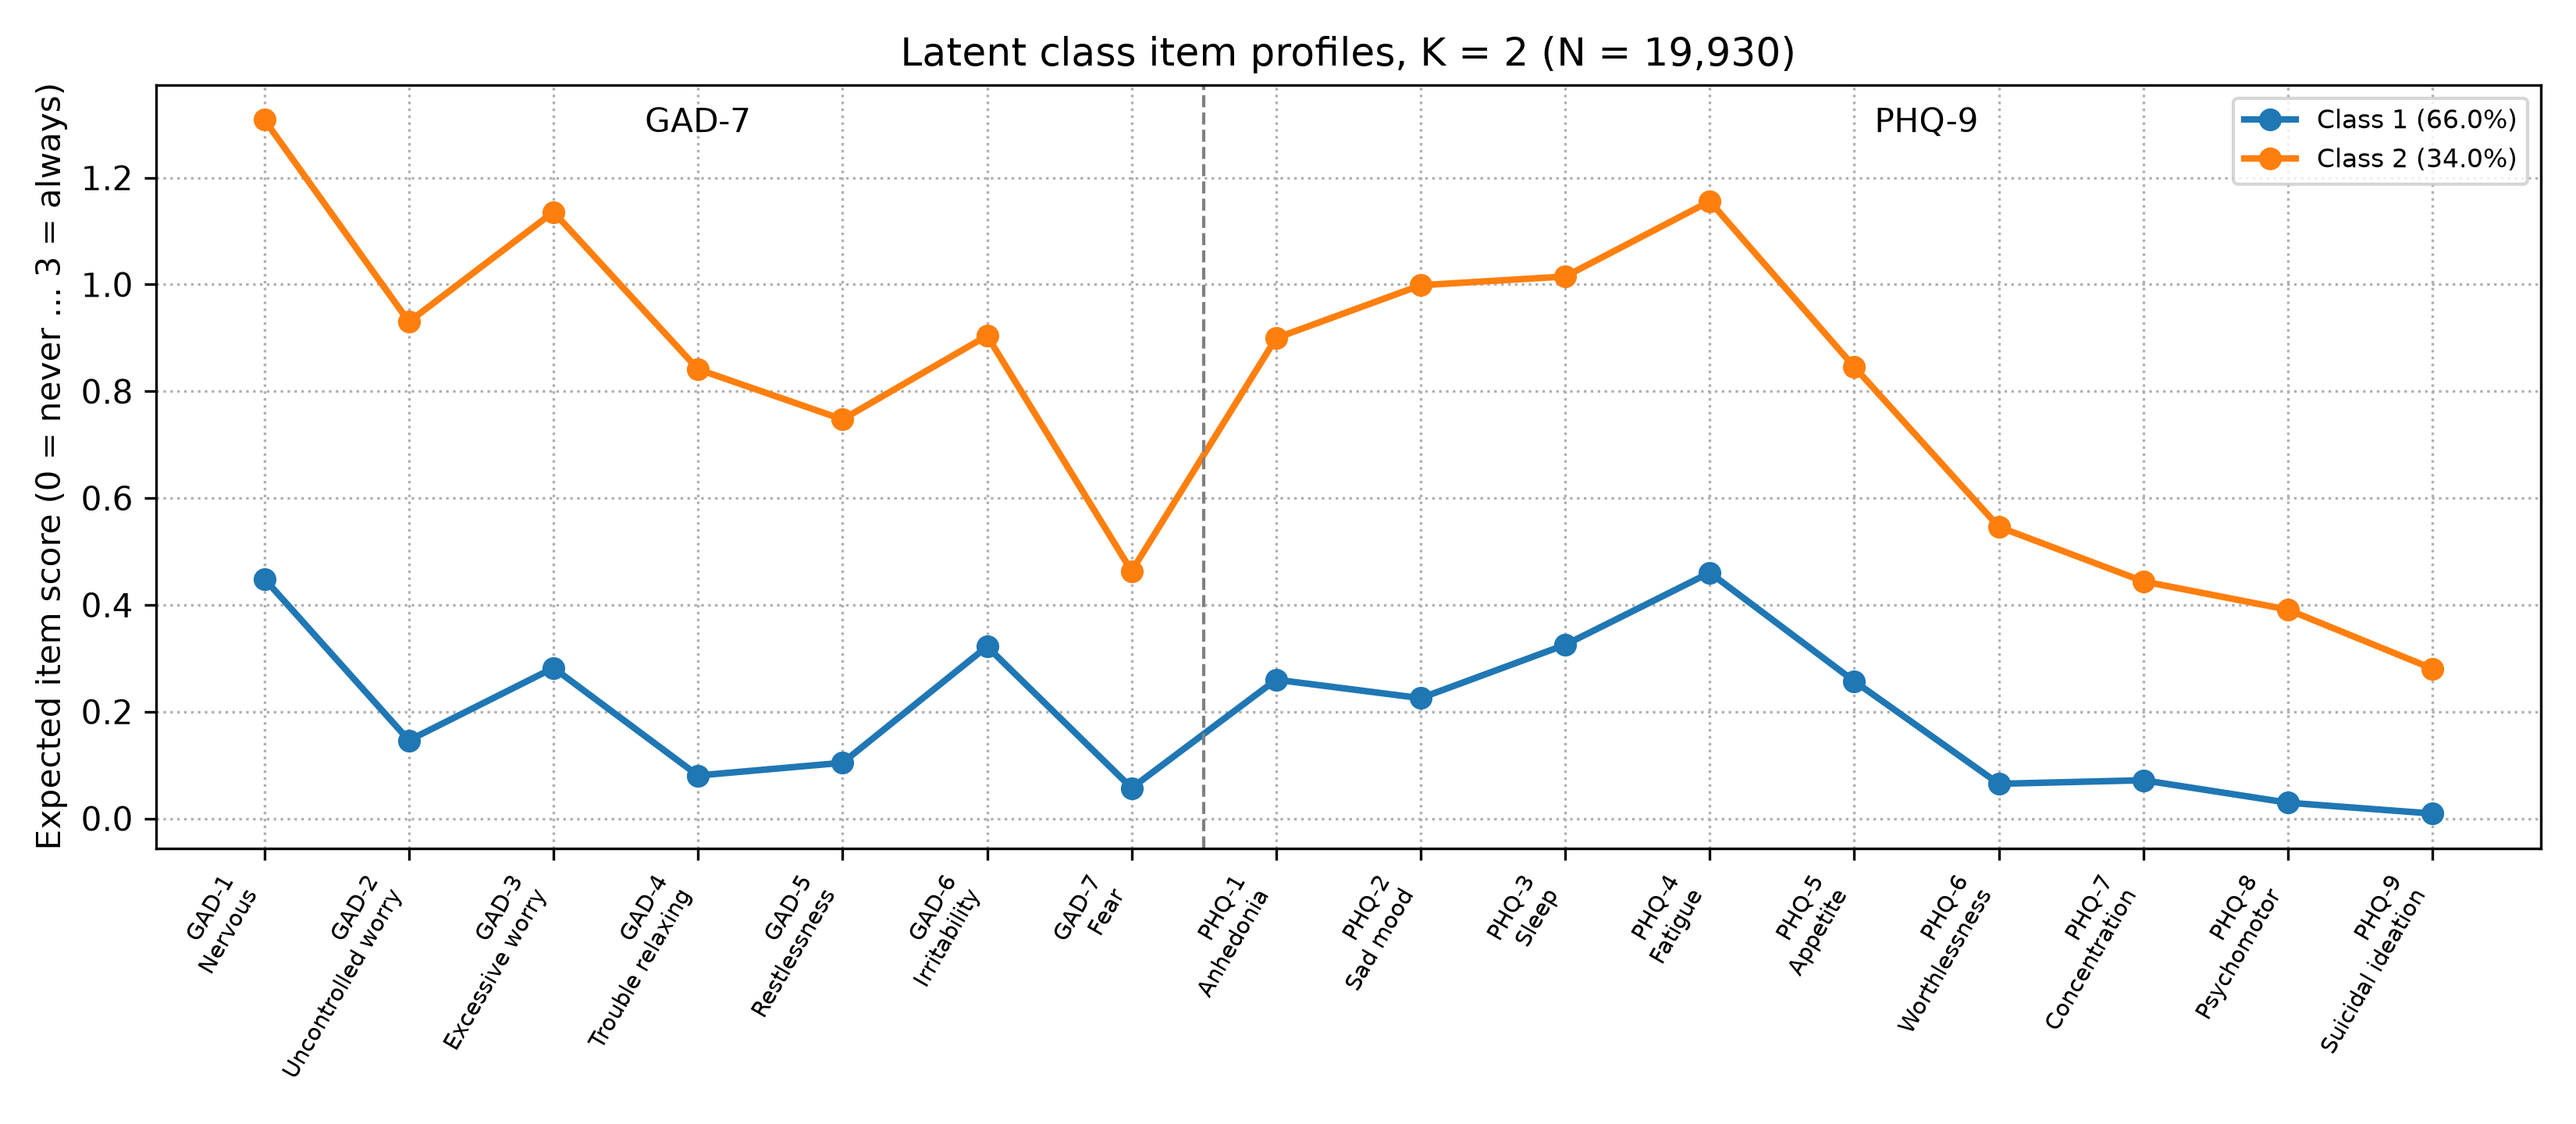 Latent class item profiles, K = 2 (N = 19,930)
GAD-7
PHQ-9
Class 1 (66.0%)
Class 2 (34.0%)
Expected item score (0 = never ... 3 = always)
1.2
1.0
0.8
0.6
0.4
0.2
0.0
GAD-1
Nervous
GAD-2
Uncontrolled worry
GAD-3
Excessive worry
GAD-4
Trouble relaxing
GAD-5
Restlessness
GAD-6
Irritability
GAD-7
Fear
PHQ-1
Anhedonia
PHQ-2
Sad mood
PHQ-3
Sleep
PHQ-4
Fatigue
PHQ-5
Appetite
PHQ-6
Worthlessness
PHQ-7
Concentration
PHQ-8
Psychomotor
PHQ-9
Suicidal ideation